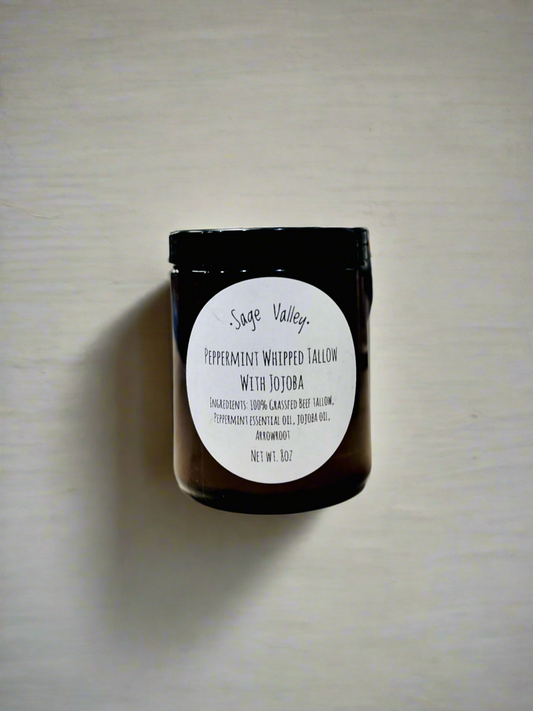 ·Sage Valley·
Peppermint Whipped Tallow
With Jojoba
Ingredients: 100% Grassfed Beef tallow,
Peppermint essential oil, jojoba oil,
Arrowroot
Net wt. 8oz